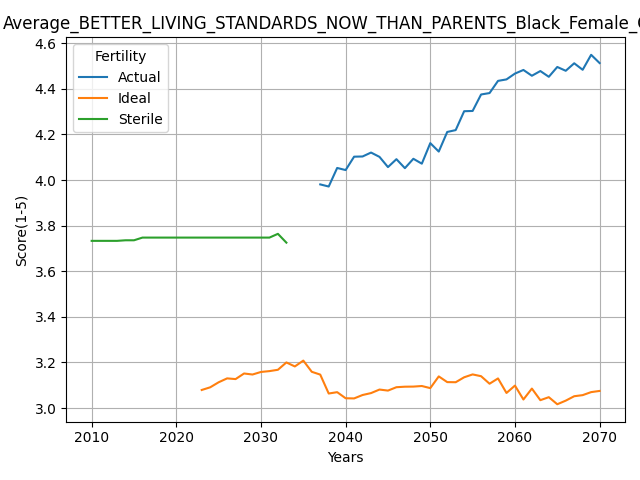 Average_BETTER_LIVING_STANDARDS_NOW_THAN_PARENTS_Black_Female_
Fertility
Actual
Ideal
Sterile
4.6
4.4
4.2
4.0
3.8
3.6
3.4
3.2
3.0
Score(1-5)
2010 2020 2030 2040 2050 2060 2070
Years